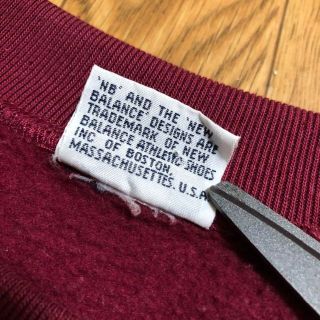 'NB' AND THE 'NEW
BALANCE' DESIGNS ARE
TRADEMARK OF NEW
BALANCE ATHLETIC SHOES
INC OF BOSTON,
MASSACHUSETTES. U.S.A